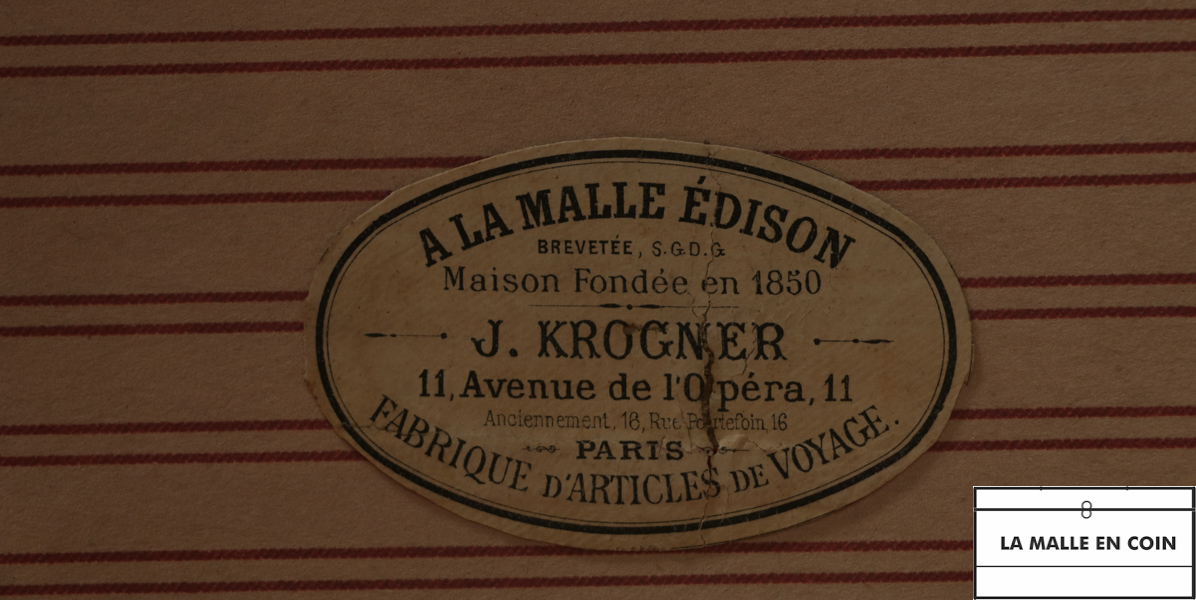 A LA MALLE ÉDISON
BREVETÉE, S.G.D.G
Maison Fondée en 1850
J. KROGNER
11, Avenue de l'Opéra, 11
Anciennement, 16, Rue Portefoin, 16
PARIS
FABRIQUE D'ARTICLES DE VOYAGE.
LA MALLE EN COIN